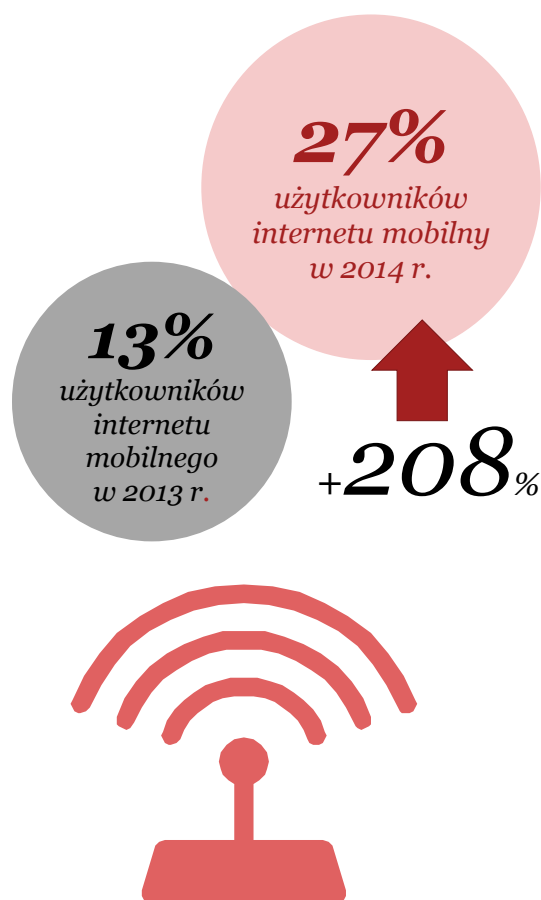 27%
użytkowników
internetu mobilny
w 2014 r.
13%
użytkowników
internetu
mobilnego
w 2013 r.
+208%